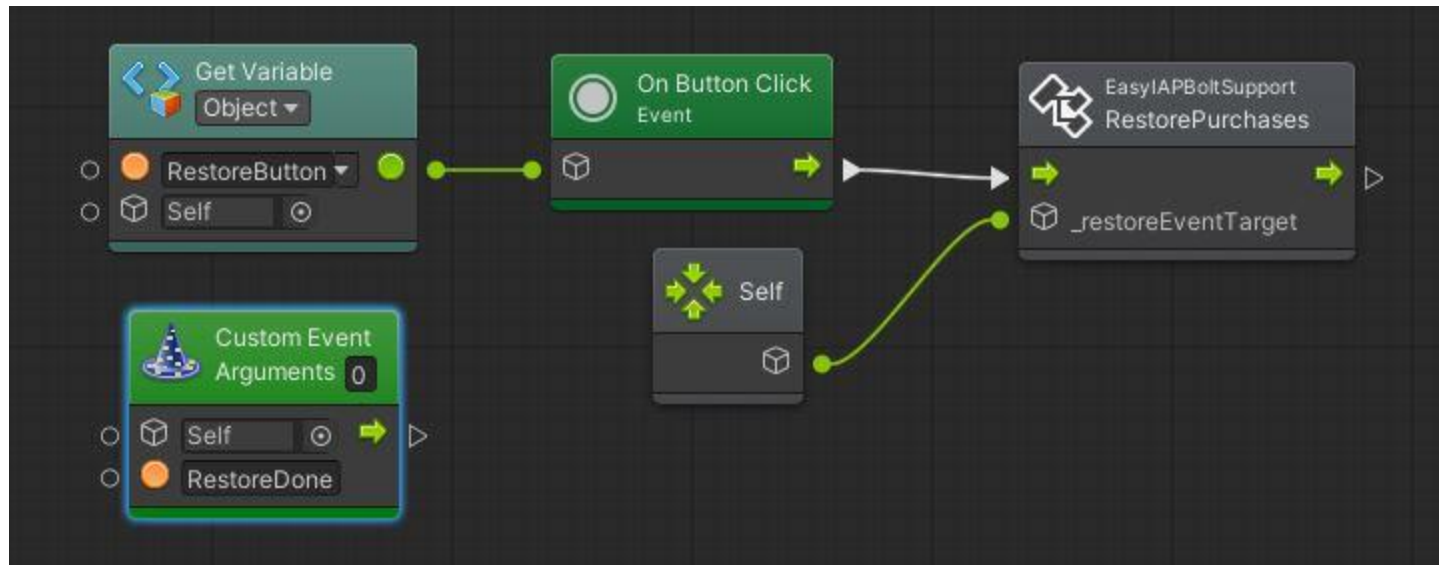 Get Variable
Object
RestoreButton
Self
On Button Click
Event
EasyIAPBoltSupport
RestorePurchases
_restoreEventTarget
Self
Custom Event
Arguments 0
Self
RestoreDone